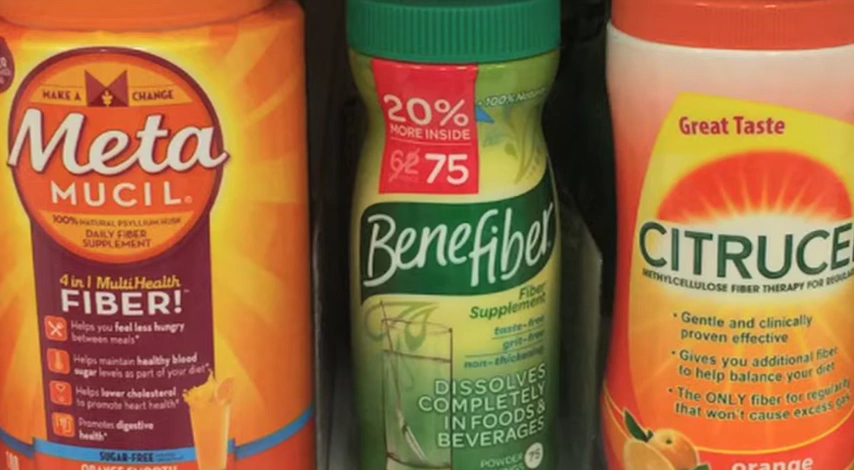 MAKE A CHANGE
Meta
MUCIL
100% NATURAL PSYLLIUM HUSK
DAILY FIBER
SUPPLEMENT
4 in 1 MultiHealth
FIBER!
Helps you feel less hungry
between meals*
Helps maintain healthy blood
sugar levels as part of your diet*
Helps lower cholesterol
to promote heart health*
Promotes digestive
health*
SUGAR-FREE
ORANGE SMOOTH
20%
MORE INSIDE
62 75
100% Natural
Benefiber
Fiber
Supplement
taste-free
grit-free
non-thickening
DISSOLVES
COMPLETELY
IN FOODS &
BEVERAGES
POWDER
75
Great Taste
CITRUCE
METHYLCELLULOSE FIBER THERAPY FOR REGULAR
• Gentle and clinically
proven effective
• Gives you additional fiber
to help balance your diet
• The ONLY fiber for regularity
that won't cause excess gas
orange